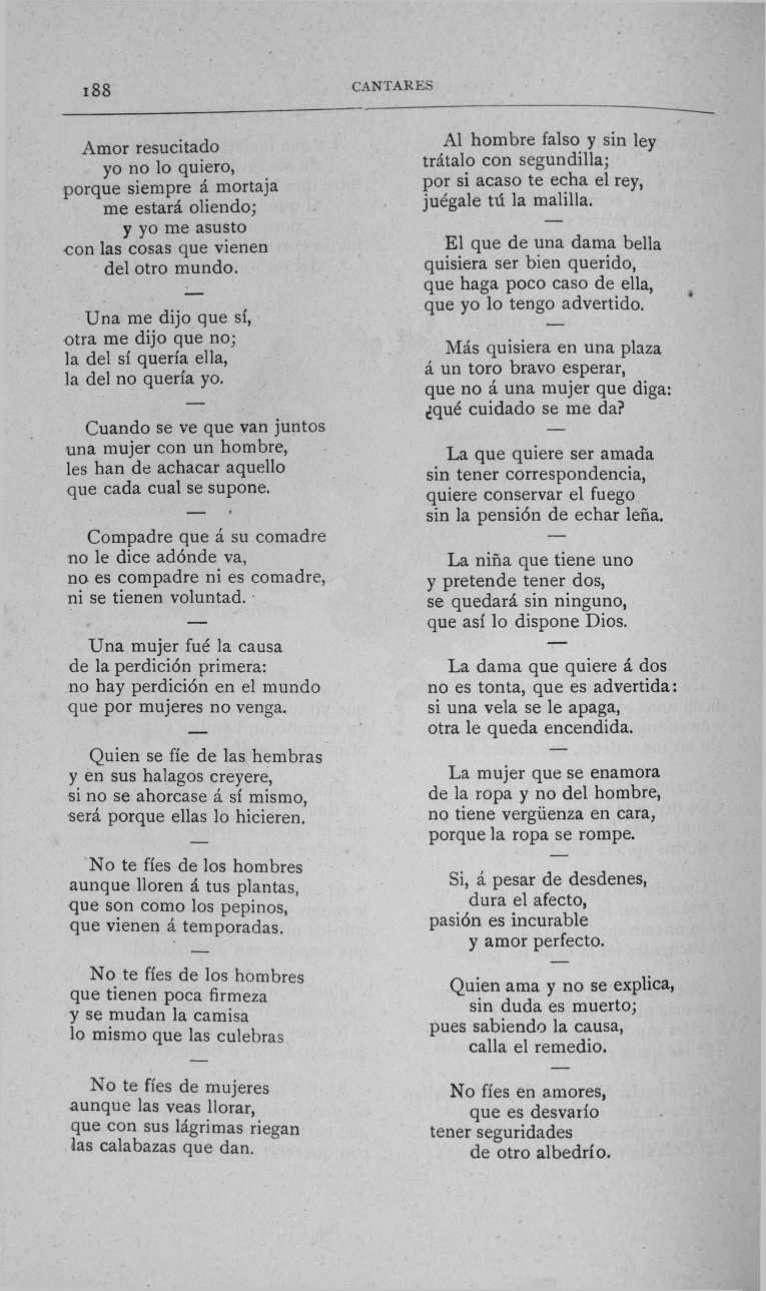 188
CANTARES
Amor resucitado
yo no lo quiero,
porque siempre á mortaja
me estará oliendo;
y yo me asusto
con las cosas que vienen
del otro mundo.
—
Una me dijo que sí,
otra me dijo que no;
la del sí quería ella,
la del no quería yo.
—
Cuando se ve que van juntos
una mujer con un hombre,
les han de achacar aquello
que cada cual se supone.
—
Compadre que á su comadre
no le dice adónde va,
no es compadre ni es comadre,
ni se tienen voluntad.
—
Una mujer fué la causa
de la perdición primera:
no hay perdición en el mundo
que por mujeres no venga.
—
Quien se fíe de las hembras
y en sus halagos creyere,
si no se ahorcase á sí mismo,
será porque ellas lo hicieren.
—
No te fíes de los hombres
aunque lloren á tus plantas,
que son como los pepinos,
que vienen á temporadas.
—
No te fíes de los hombres
que tienen poca firmeza
y se mudan la camisa
lo mismo que las culebras
—
No te fíes de mujeres
aunque las veas llorar,
que con sus lágrimas riegan
las calabazas que dan.
Al hombre falso y sin ley
trátalo con segundilla;
por si acaso te echa el rey,
juégale tú la malilla.
—
El que de una dama bella
quisiera ser bien querido,
que haga poco caso de ella,
que yo lo tengo advertido.
—
Más quisiera en una plaza
á un toro bravo esperar,
que no á una mujer que diga:
¿qué cuidado se me da?
—
La que quiere ser amada
sin tener correspondencia,
quiere conservar el fuego
sin la pensión de echar leña.
—
La niña que tiene uno
y pretende tener dos,
se quedará sin ninguno,
que así lo dispone Dios.
—
La dama que quiere á dos
no es tonta, que es advertida:
si una vela se le apaga,
otra le queda encendida.
—
La mujer que se enamora
de la ropa y no del hombre,
no tiene vergüenza en cara,
porque la ropa se rompe.
—
Si, á pesar de desdenes,
dura el afecto,
pasión es incurable
y amor perfecto.
—
Quien ama y no se explica,
sin duda es muerto;
pues sabiendo la causa,
calla el remedio.
—
No fíes en amores,
que es desvarío
tener seguridades
de otro albedrío.